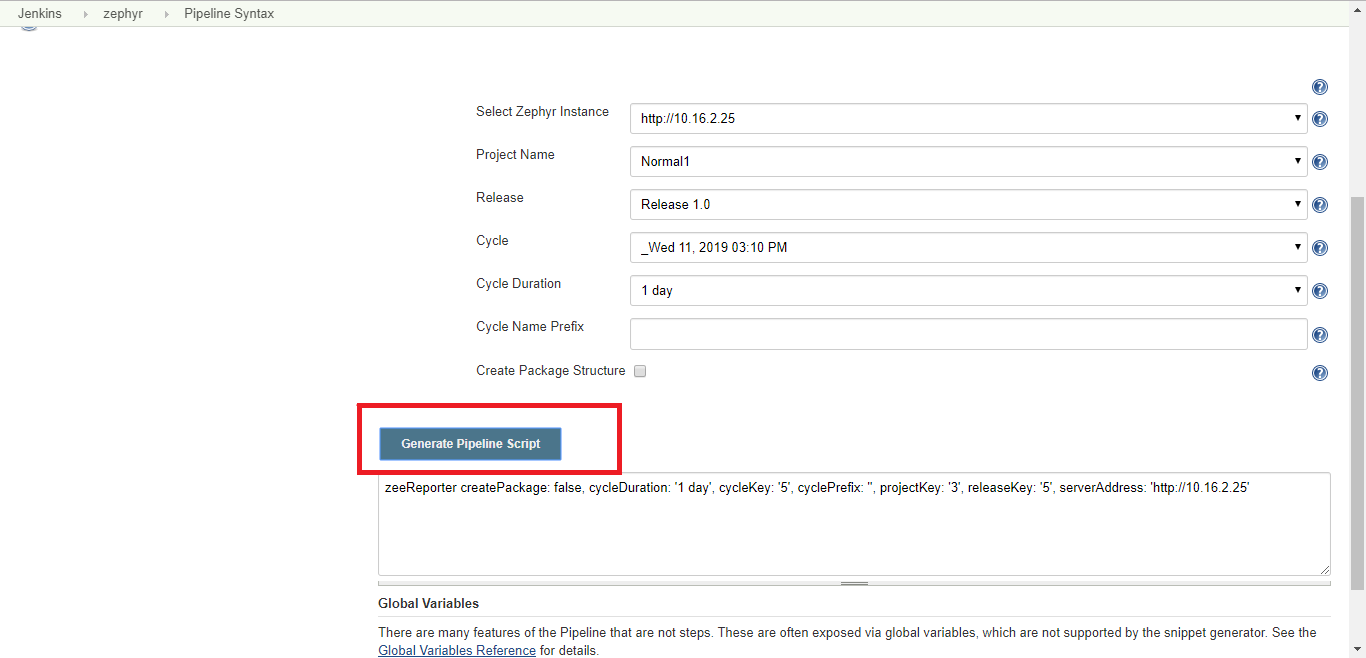 Jenkins zephyr Pipeline Syntax
Select Zephyr Instance http://10.16.2.25
Project Name Normal1
Release Release 1.0
Cycle _Wed 11, 2019 03:10 PM
Cycle Duration 1 day
Cycle Name Prefix
Create Package Structure
Generate Pipeline Script
zeeReporter createPackage: false, cycleDuration: '1 day', cycleKey: '5', cyclePrefix: '', projectKey: '3', releaseKey: '5', serverAddress: 'http://10.16.2.25'
Global Variables
There are many features of the Pipeline that are not steps. These are often exposed via global variables, which are not supported by the snippet generator. See the
Global Variables Reference for details.